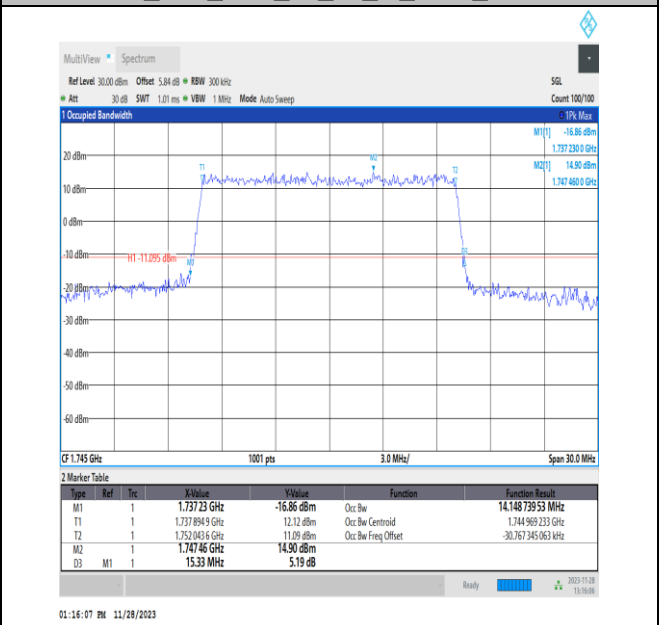 MultiView * Spectrum
Ref Level 30.00 dBm Offset 5.84 dB RBW 300 kHz SGL
Att 30 dB SWT 1.01 ms VBW 1 MHz Mode Auto Sweep Count 100/100
1 Occupied Bandwidth 1Pk Max
M1[1] -16.86 dBm
1.737 230 0 GHz
M2[1] 14.90 dBm
1.747 460 0 GHz
20 dBm
T1
M2
T2
10 dBm
0 dBm
-10 dBm
H1 -11.095 dBm
M1
D3
-20 dBm
-30 dBm
-40 dBm
-50 dBm
-60 dBm
CF 1.745 GHz 1001 pts 3.0 MHz/ Span 30.0 MHz
2 Marker Table
Type Ref Trc X-Value Y-Value Function Function Result
M1 1 1.737 23 GHz -16.86 dBm Occ Bw 14.148 739 53 MHz
T1 1 1.737 894 9 GHz 12.12 dBm Occ Bw Centroid 1.744 969 233 GHz
T2 1 1.752 043 6 GHz 11.09 dBm Occ Bw Freq Offset -30.767 345 063 kHz
M2 1 1.747 46 GHz 14.90 dBm
D3 M1 1 15.33 MHz 5.19 dB
Ready 2023-11-28
13:16:06
01:16:07 PM 11/28/2023